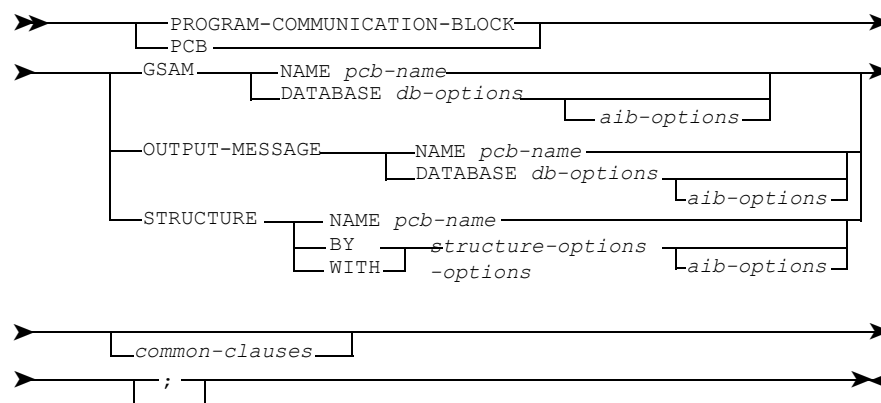 PROGRAM-COMMUNICATION-BLOCK
PCB
GSAM NAME pcb-name
DATABASE db-options
aib-options
OUTPUT-MESSAGE NAME pcb-name
DATABASE db-options
aib-options
STRUCTURE NAME pcb-name
BY structure-options
WITH -options
aib-options
common-clauses
;